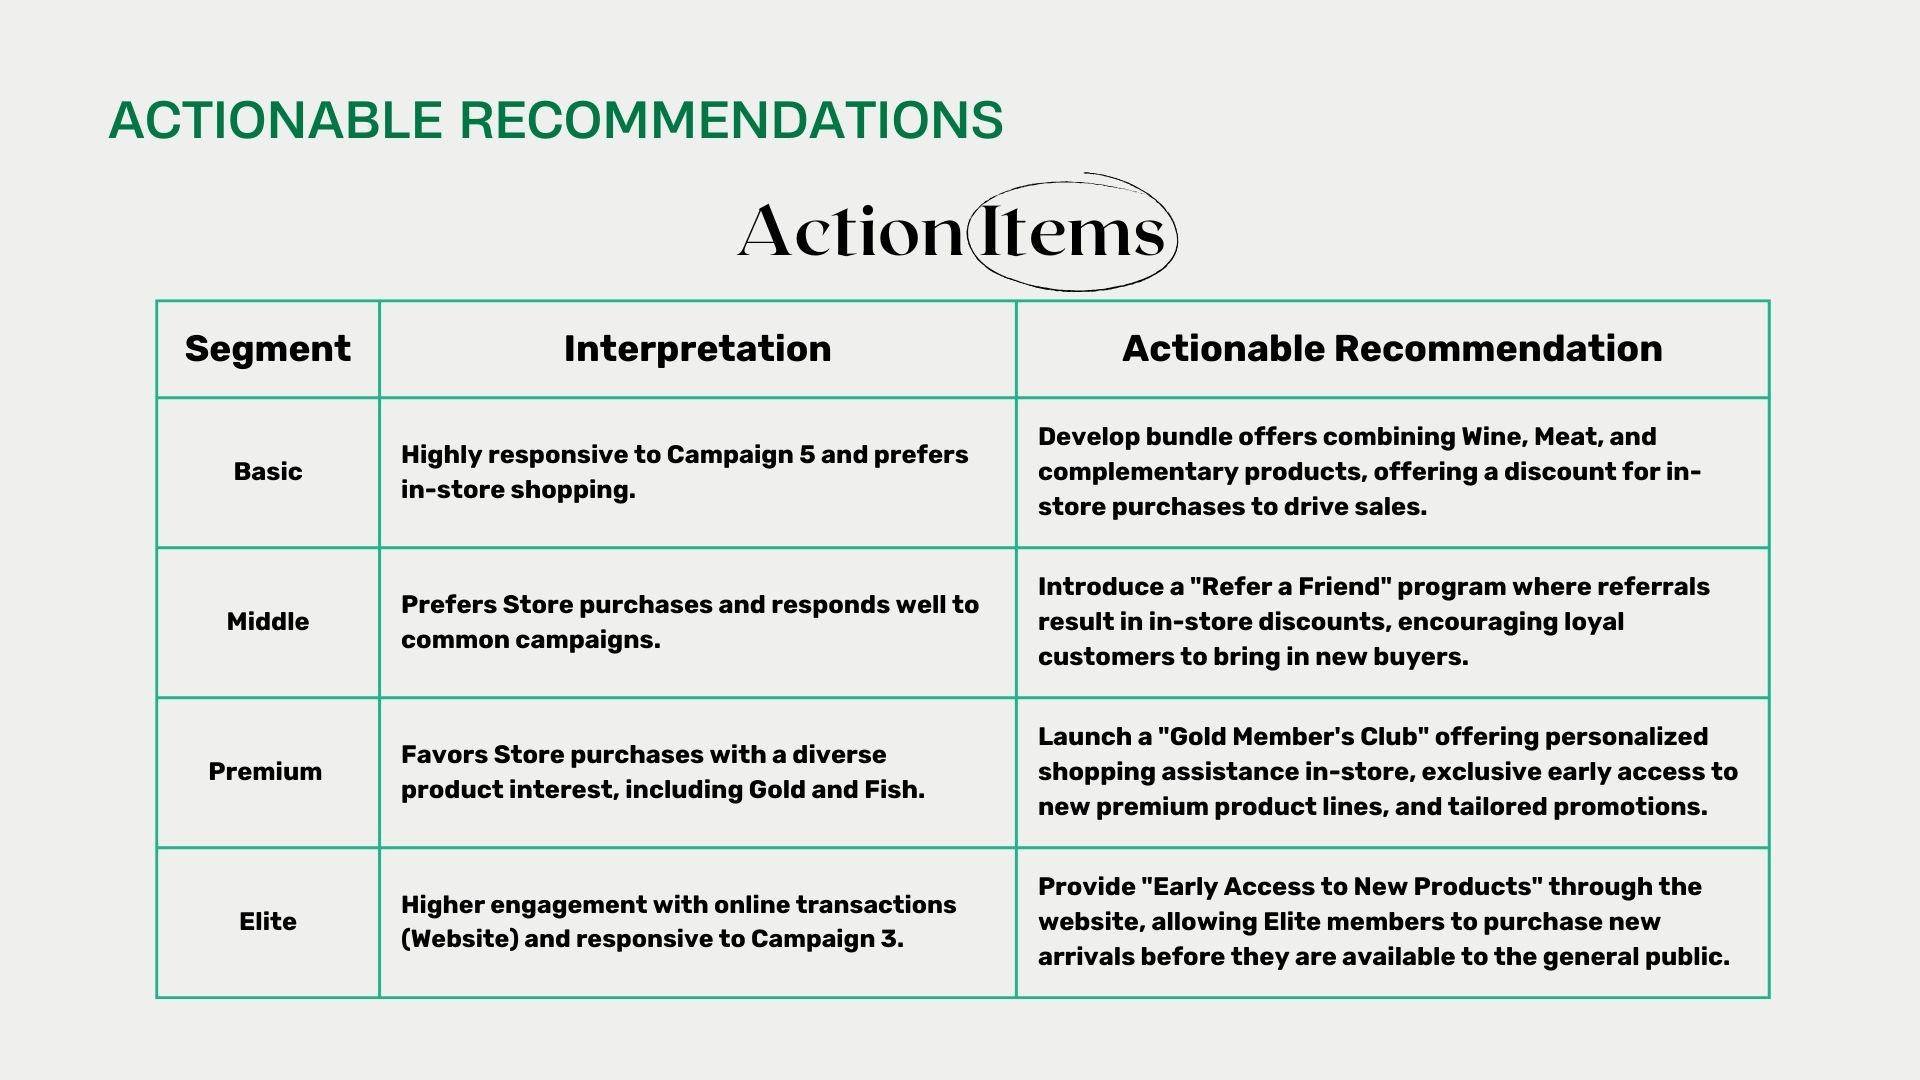 ACTIONABLE RECOMMENDATIONS
Action Items
Segment
Interpretation
Actionable Recommendation
Basic
Highly responsive to Campaign 5 and prefers
in-store shopping.
Develop bundle offers combining Wine, Meat, and
complementary products, offering a discount for in-
store purchases to drive sales.
Middle
Prefers Store purchases and responds well to
common campaigns.
Introduce a "Refer a Friend" program where referrals
result in in-store discounts, encouraging loyal
customers to bring in new buyers.
Premium
Favors Store purchases with a diverse
product interest, including Gold and Fish.
Launch a "Gold Member's Club" offering personalized
shopping assistance in-store, exclusive early access to
new premium product lines, and tailored promotions.
Elite
Higher engagement with online transactions
(Website) and responsive to Campaign 3.
Provide "Early Access to New Products" through the
website, allowing Elite members to purchase new
arrivals before they are available to the general public.